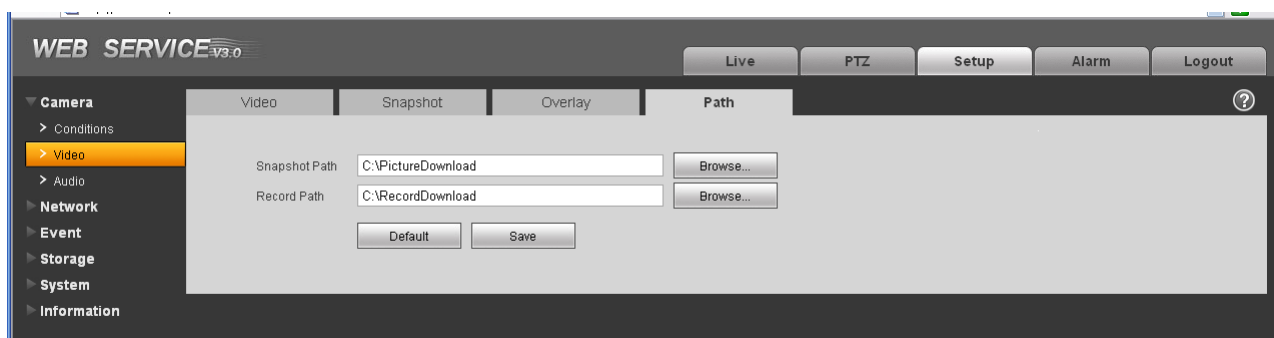 WEB SERVICE V3.0
Live PTZ Setup Alarm Logout
Camera
Video Snapshot Overlay Path ?
> Conditions
> Video
> Audio
Network
Event
Storage
System
Information
Snapshot Path C:\PictureDownload Browse...
Record Path C:\RecordDownload Browse...
Default Save